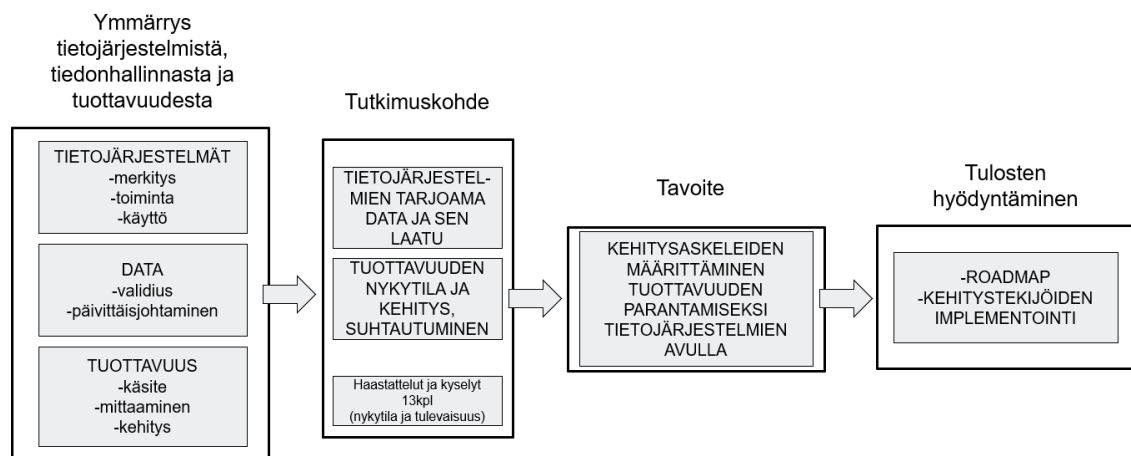 Ymmärrys
tietojärjestelmistä,
tiedonhallinnasta ja
tuottavuudesta
TIETOJÄRJESTELMÄT
-merkitys
-toiminta
-käyttö
DATA
-validius
-päivittäisjohtaminen
TUOTTAVUUS
-käsite
-mittaaminen
-kehitys
Tutkimuskohde
TIETOJÄRJESTEL-
MIEN TARJOAMA
DATA JA SEN
LAATU
TUOTTAVUUDEN
NYKYTILA JA
KEHITYS,
SUHTAUTUMINEN
Haastattelut ja kyselyt
13kpl
(nykytila ja tulevaisuus)
Tavoite
KEHITYSASKELEIDEN
MÄÄRITTÄMINEN
TUOTTAVUUDEN
PARANTAMISEKSI
TIETOJÄRJESTELMIEN
AVULLA
Tulosten
hyödyntäminen
-ROADMAP
-KEHITYSTEKIJÖIDEN
IMPLEMENTOINTI